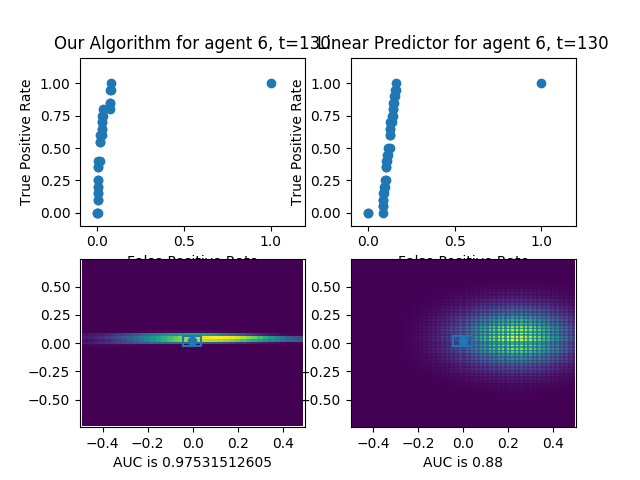 Our Algorithm for agent 6, t=130
Linear Predictor for agent 6, t=130
True Positive Rate
1.00
0.75
0.50
0.25
0.00
0.0 0.5 1.0
False Positive Rate
True Positive Rate
1.00
0.75
0.50
0.25
0.00
0.0 0.5 1.0
False Positive Rate
0.50
0.25
0.00
−0.25
−0.50
−0.4 −0.2 0.0 0.2 0.4
AUC is 0.97531512605
0.50
0.25
0.00
−0.25
−0.50
−0.4 −0.2 0.0 0.2 0.4
AUC is 0.88